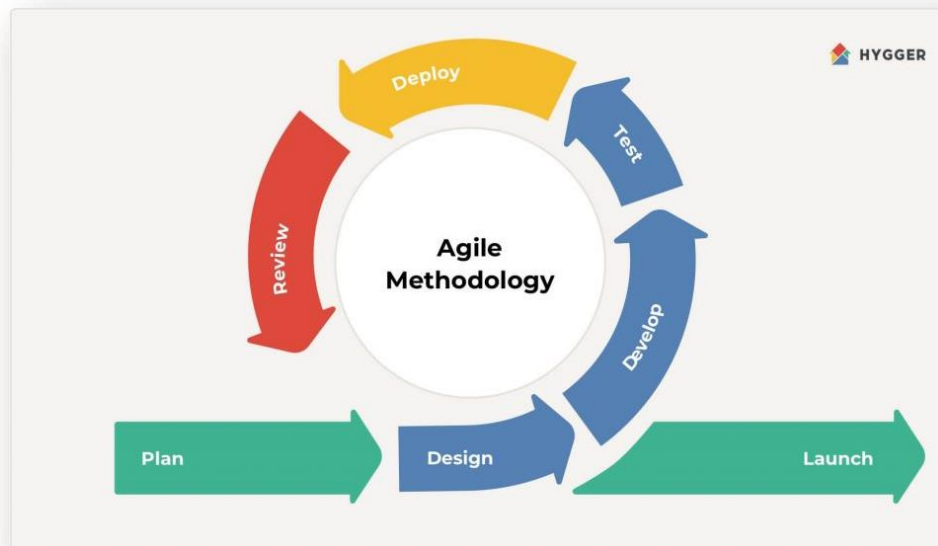 HYGGER
Deploy
Test
Review
Agile
Methodology
Develop
Plan
Design
Launch